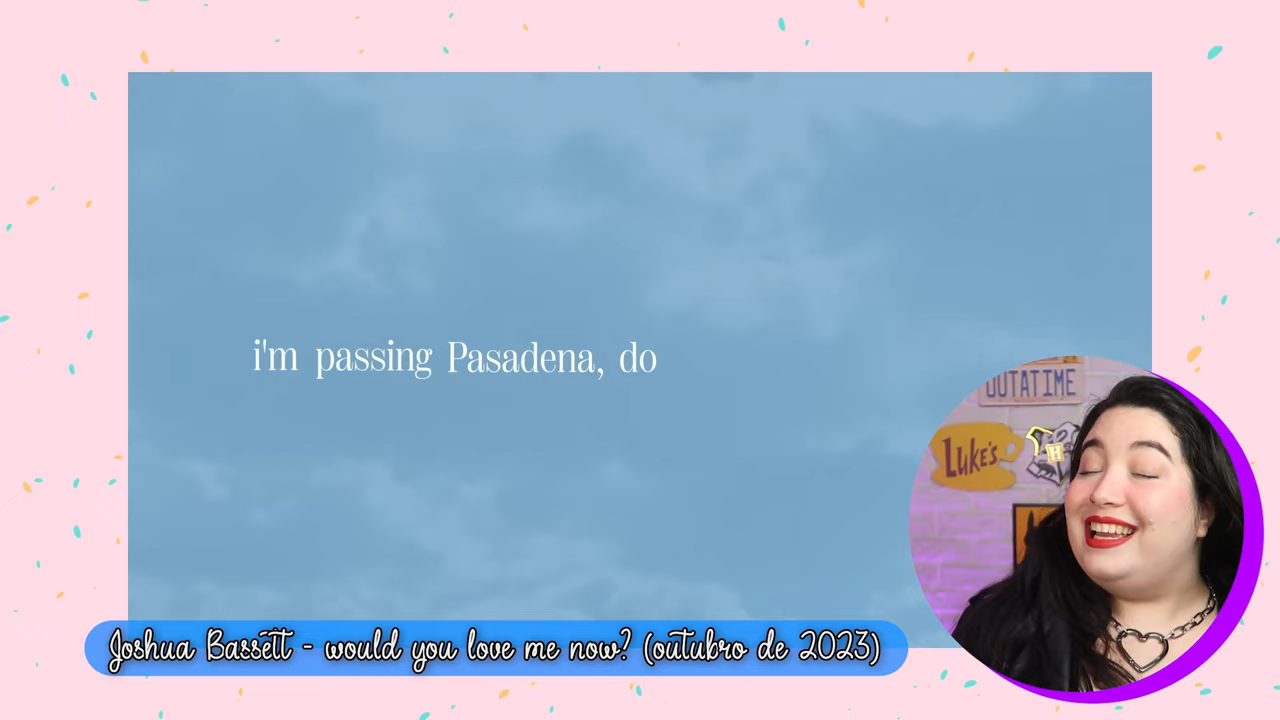 i'm passing Pasadena, do
OUTATIME
LUKE'S
H
Joshua Bassett - would you love me now? (outubro de 2023)